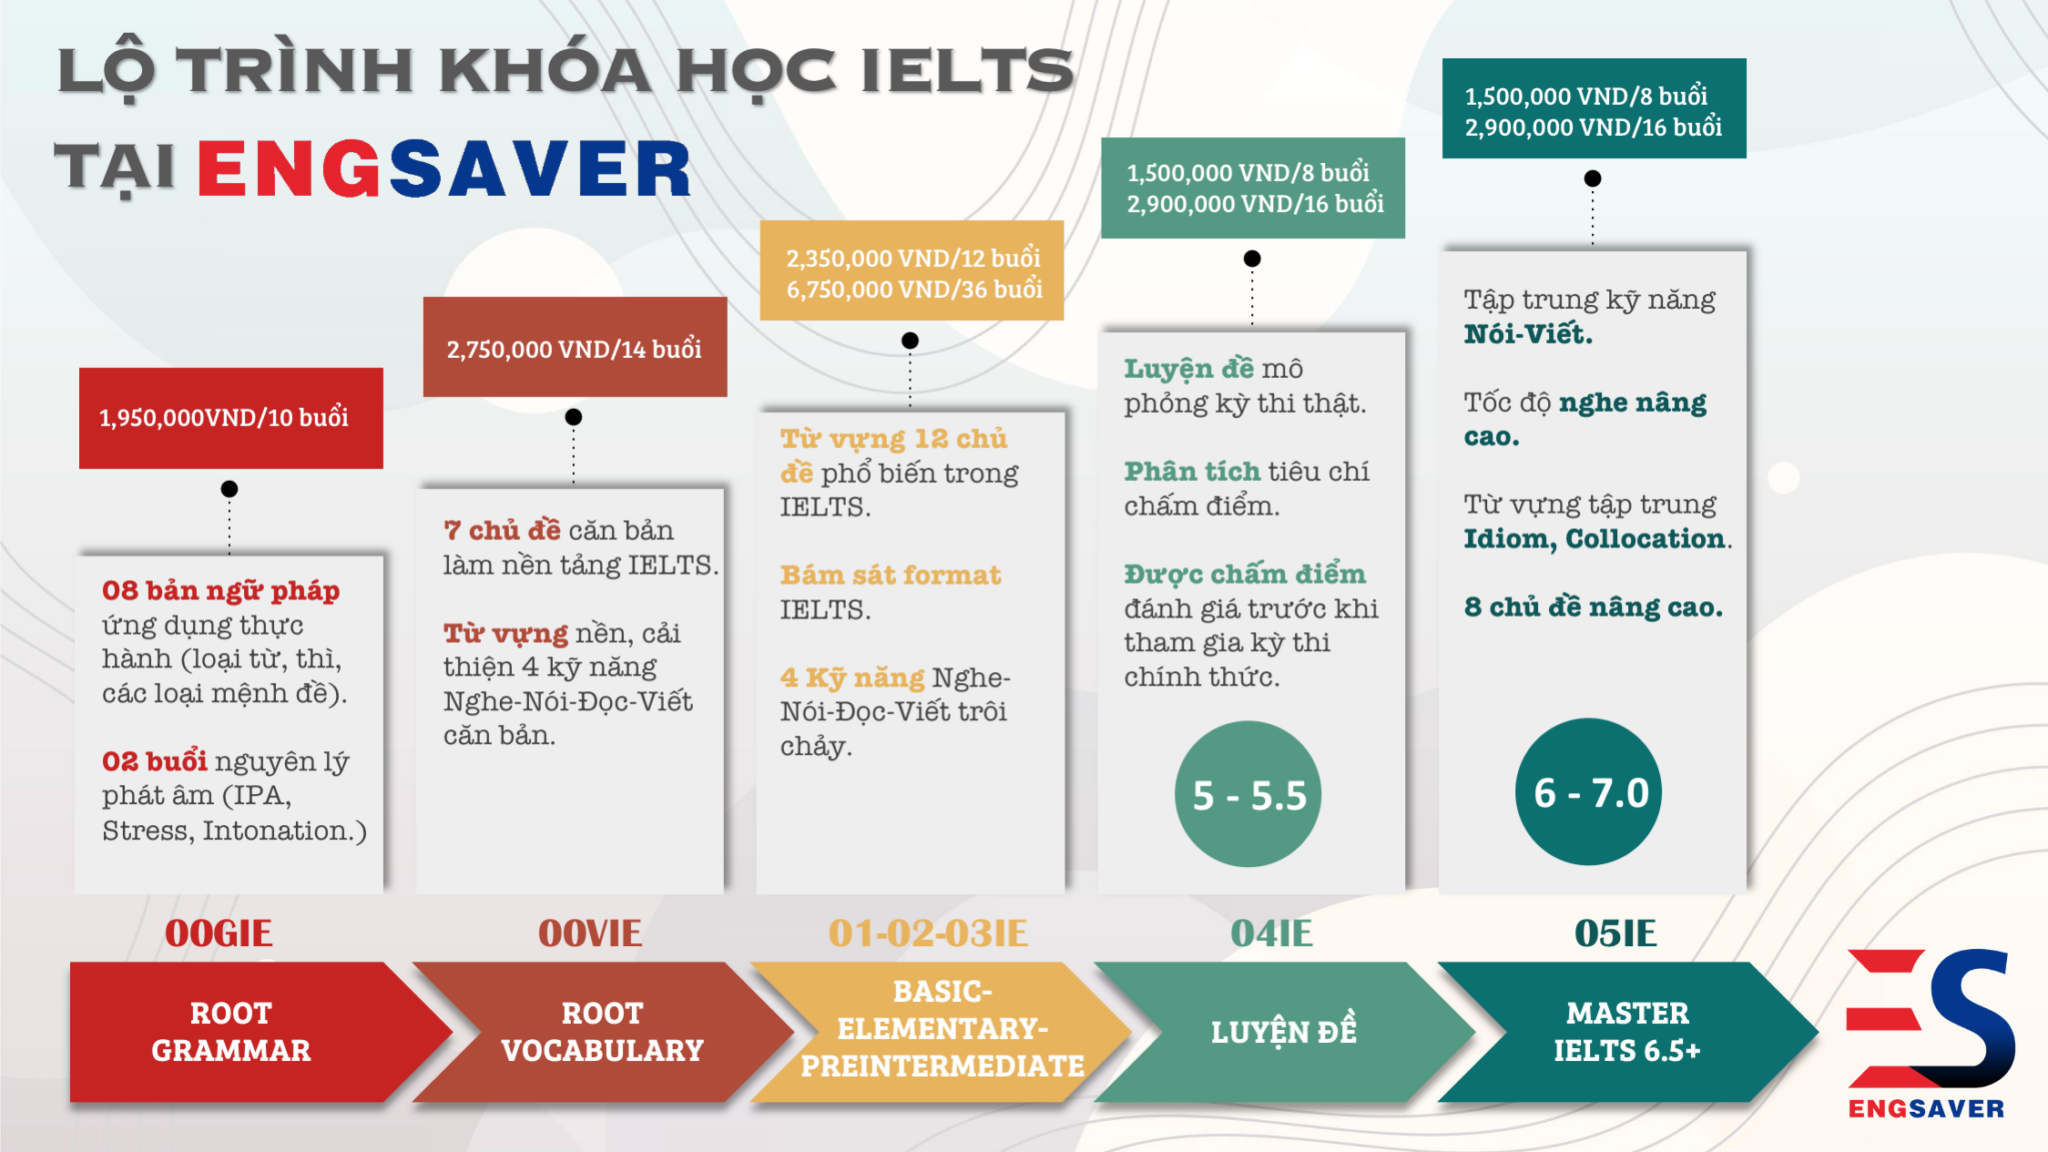 LỘ TRÌNH KHÓA HỌC IELTS
TẠI ENGSAVER
1,950,000VND/10 buổi
08 bản ngữ pháp
ứng dụng thực
hành (loại từ, thì,
các loại mệnh đề).
02 buổi nguyên lý
phát âm (IPA,
Stress, Intonation.)
00GIE
ROOT
GRAMMAR
2,750,000 VND/14 buổi
7 chủ đề căn bản
làm nền tảng IELTS.
Từ vựng nền, cải
thiện 4 kỹ năng
Nghe-Nói-Đọc-Viết
căn bản.
00VIE
ROOT
VOCABULARY
2,350,000 VND/12 buổi
6,750,000 VND/36 buổi
Từ vựng 12 chủ
đề phổ biến trong
IELTS.
Bám sát format
IELTS.
4 Kỹ năng Nghe-
Nói-Đọc-Viết trôi
chảy.
01-02-03IE
BASIC-
ELEMENTARY-
PREINTERMEDIATE
1,500,000 VND/8 buổi
2,900,000 VND/16 buổi
Luyện đề mô
phỏng kỳ thi thật.
Phân tích tiêu chí
chấm điểm.
Được chấm điểm
đánh giá trước khi
tham gia kỳ thi
chính thức.
5 - 5.5
04IE
LUYỆN ĐỀ
1,500,000 VND/8 buổi
2,900,000 VND/16 buổi
Tập trung kỹ năng
Nói-Viết.
Tốc độ nghe nâng
cao.
Từ vựng tập trung
Idiom, Collocation.
8 chủ đề nâng cao.
6 - 7.0
05IE
MASTER
IELTS 6.5+
ES
ENGSAVER